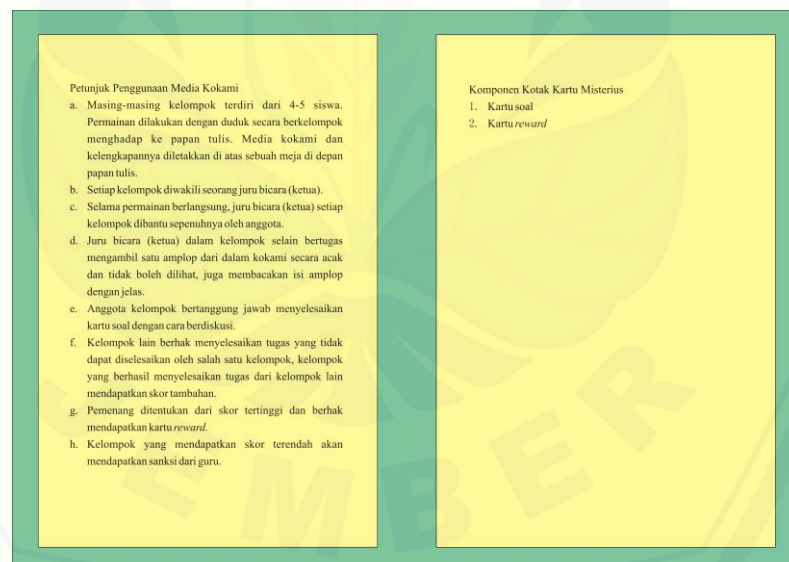 Petunjuk Penggunaan Media Kokami
a. Masing-masing kelompok terdiri dari 4-5 siswa.
Permainan dilakukan dengan duduk secara berkelompok
menghadap ke papan tulis. Media kokami dan
kelengkapannya diletakkan di atas sebuah meja di depan
papan tulis.
b. Setiap kelompok diwakili seorang juru bicara (ketua).
c. Selama permainan berlangsung, juru bicara (ketua) setiap
kelompok dibantu sepenuhnya oleh anggota.
d. Juru bicara (ketua) dalam kelompok selain bertugas
mengambil satu amplop dari dalam kokami secara acak
dan tidak boleh dilihat, juga membacakan isi amplop
dengan jelas.
e. Anggota kelompok bertanggung jawab menyelesaikan
kartu soal dengan cara berdiskusi.
f. Kelompok lain berhak menyelesaikan tugas yang tidak
dapat diselesaikan oleh salah satu kelompok, kelompok
yang berhasil menyelesaikan tugas dari kelompok lain
mendapatkan skor tambahan.
g. Pemenang ditentukan dari skor tertinggi dan berhak
mendapatkan kartu reward.
h. Kelompok yang mendapatkan skor terendah akan
mendapatkan sanksi dari guru.
Komponen Kotak Kartu Misterius
1. Kartu soal
2. Kartu reward
JEMBER